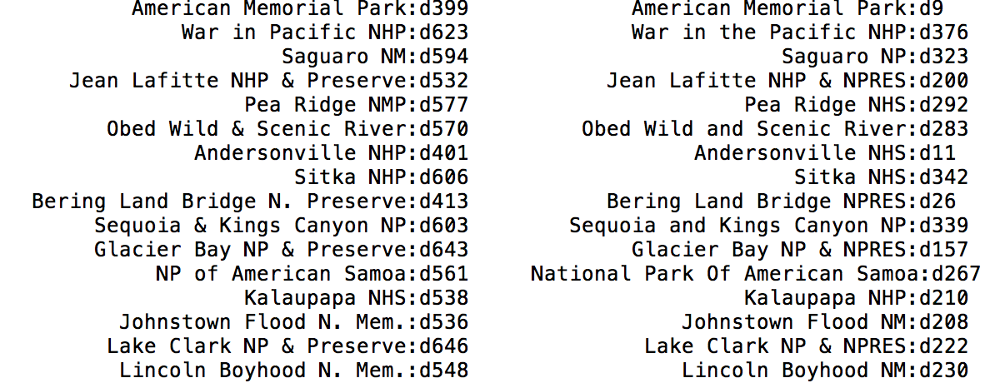 American Memorial Park:d399 American Memorial Park:d9
War in Pacific NHP:d623 War in the Pacific NHP:d376
Saguaro NM:d594 Saguaro NP:d323
Jean Lafitte NHP & Preserve:d532 Jean Lafitte NHP & NPRES:d200
Pea Ridge NMP:d577 Pea Ridge NHS:d292
Obed Wild & Scenic River:d570 Obed Wild and Scenic River:d283
Andersonville NHP:d401 Andersonville NHS:d11
Sitka NHP:d606 Sitka NHS:d342
Bering Land Bridge N. Preserve:d413 Bering Land Bridge NPRES:d26
Sequoia & Kings Canyon NP:d603 Sequoia and Kings Canyon NP:d339
Glacier Bay NP & Preserve:d643 Glacier Bay NP & NPRES:d157
NP of American Samoa:d561 National Park Of American Samoa:d267
Kalaupapa NHS:d538 Kalaupapa NHP:d210
Johnstown Flood N. Mem.:d536 Johnstown Flood NM:d208
Lake Clark NP & Preserve:d646 Lake Clark NP & NPRES:d222
Lincoln Boyhood N. Mem.:d548 Lincoln Boyhood NM:d230